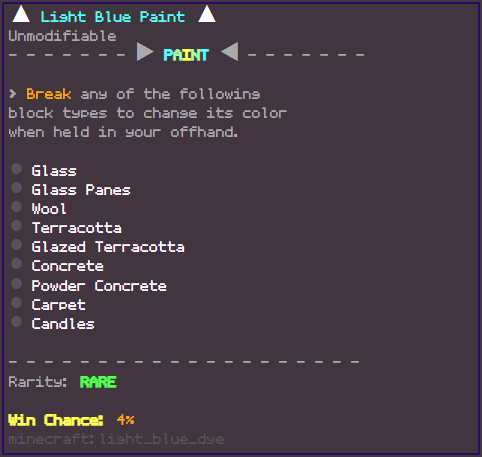 Light Blue Paint
Unmodifiable
- - - - - - - ▶ PAINT ◀ - - - - - - -
> Break any of the following
block types to change its color
when held in your offhand.
● Glass
● Glass Panes
● Wool
● Terracotta
● Glazed Terracotta
● Concrete
● Powder Concrete
● Carpet
● Candles
- - - - - - - - - - - - - - - - - - - - -
Rarity: RARE
Win Chance: 4%
minecraft:light_blue_dye